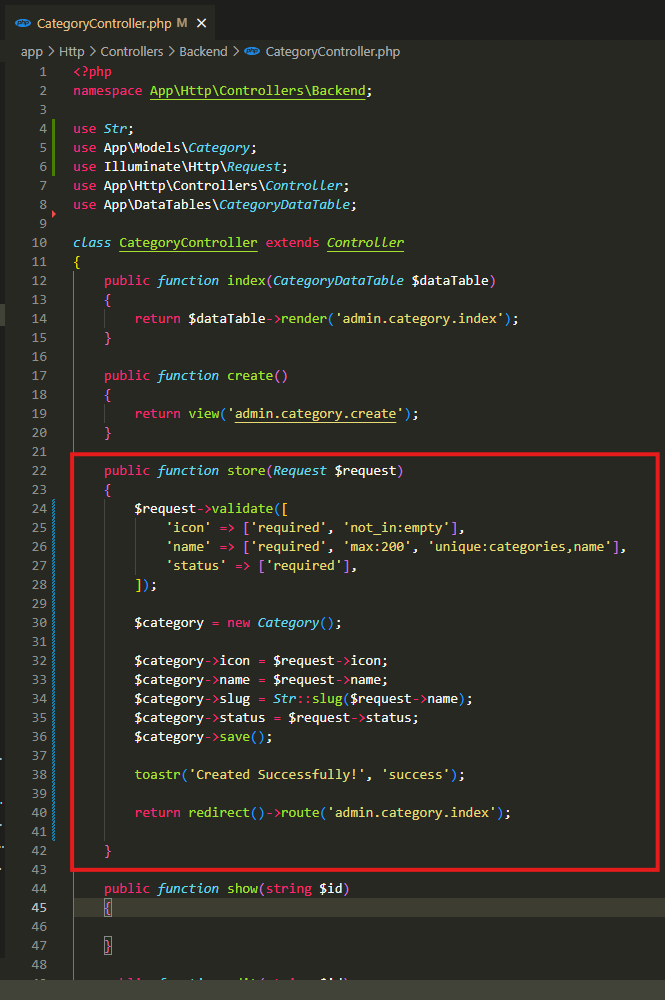 php CategoryController.php M ×
app > Http > Controllers > Backend > php CategoryController.php
1 <?php
2 namespace App\Http\Controllers\Backend;
3
4 use Str;
5 use App\Models\Category;
6 use Illuminate\Http\Request;
7 use App\Http\Controllers\Controller;
8 use App\DataTables\CategoryDataTable;
9
10 class CategoryController extends Controller
11 {
12     public function index(CategoryDataTable $dataTable)
13     {
14         return $dataTable->render('admin.category.index');
15     }
16
17     public function create()
18     {
19         return view('admin.category.create');
20     }
21
22     public function store(Request $request)
23     {
24         $request->validate([
25             'icon' => ['required', 'not_in:empty'],
26             'name' => ['required', 'max:200', 'unique:categories,name'],
27             'status' => ['required'],
28         ]);
29
30         $category = new Category();
31
32         $category->icon = $request->icon;
33         $category->name = $request->name;
34         $category->slug = Str::slug($request->name);
35         $category->status = $request->status;
36         $category->save();
37
38         toastr('Created Successfully!', 'success');
39
40         return redirect()->route('admin.category.index');
41
42     }
43
44     public function show(string $id)
45     {
46
47     }
48